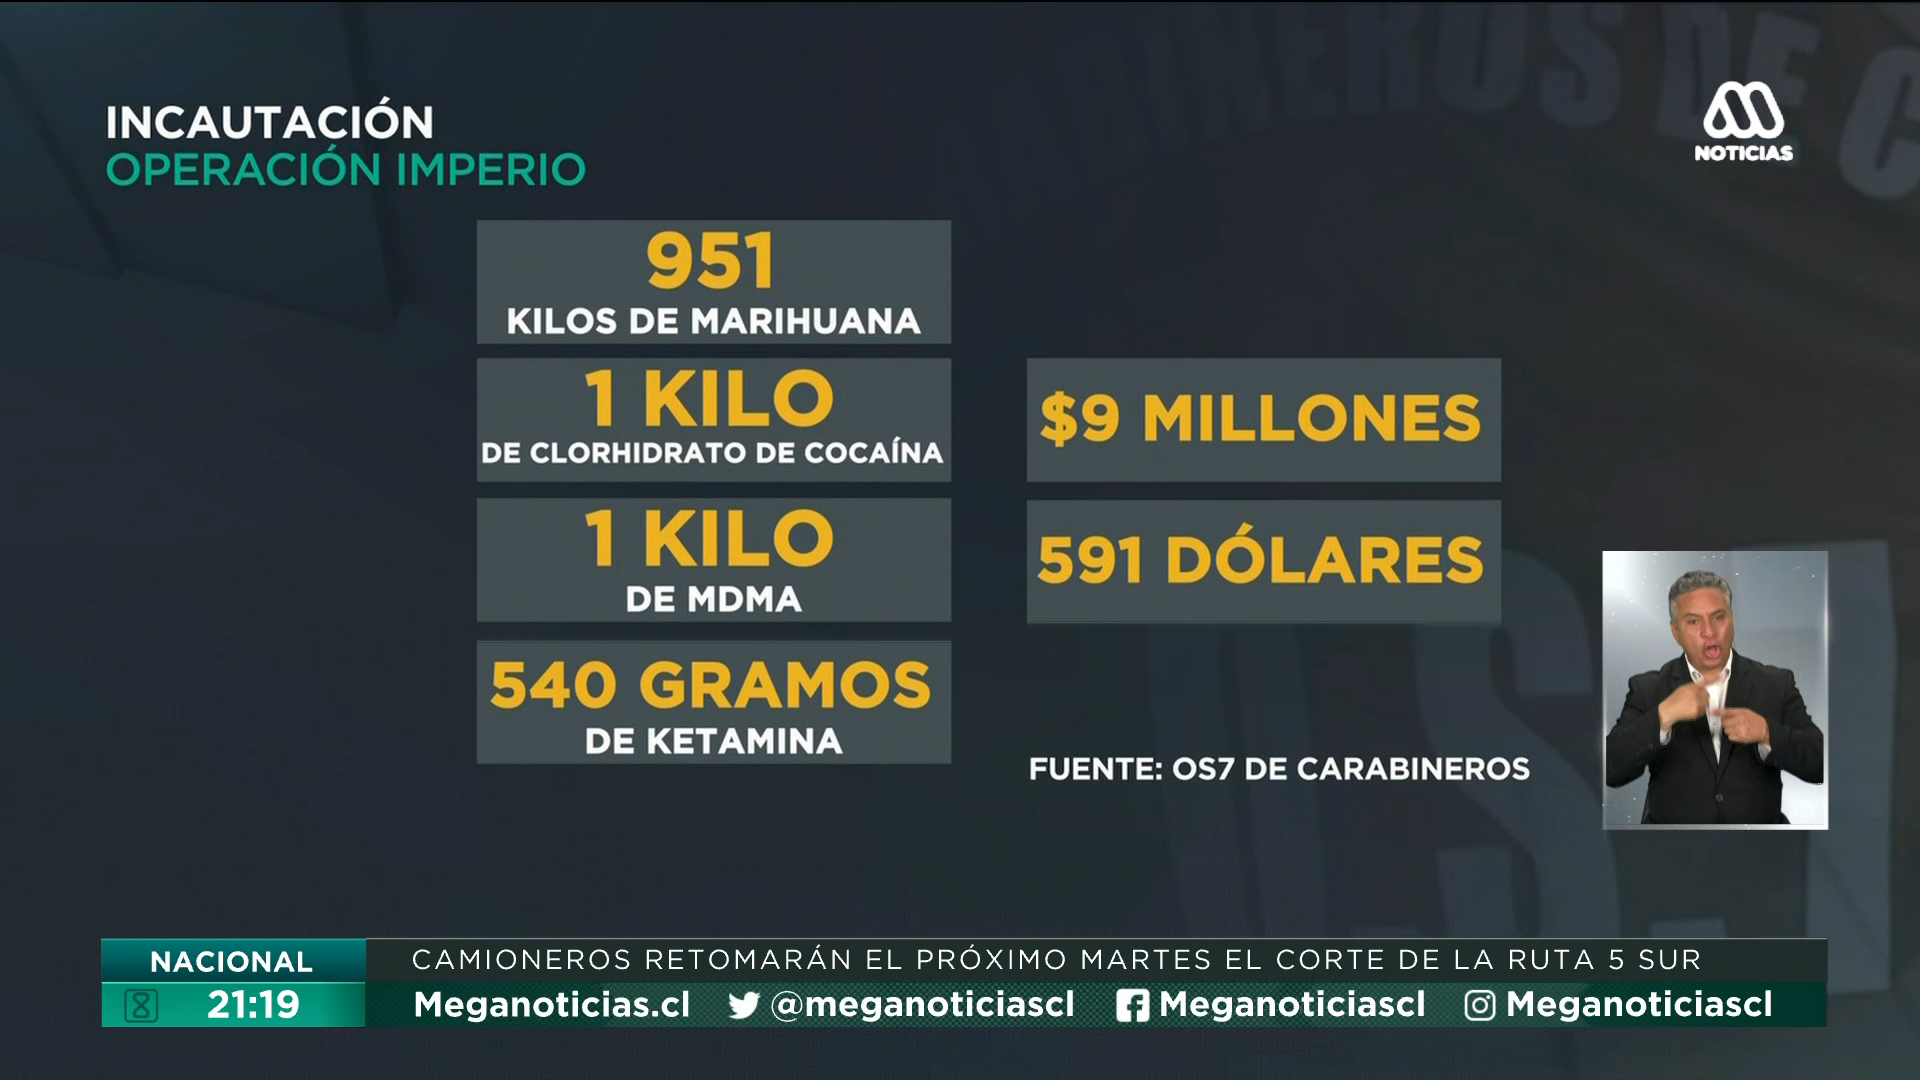 INCAUTACIÓN
OPERACIÓN IMPERIO
NOTICIAS
951
KILOS DE MARIHUANA
1 KILO
DE CLORHIDRATO DE COCAÍNA
1 KILO
DE MDMA
540 GRAMOS
DE KETAMINA
$9 MILLONES
591 DÓLARES
FUENTE: OS7 DE CARABINEROS
NACIONAL
CAMIONEROS RETOMARÁN EL PRÓXIMO MARTES EL CORTE DE LA RUTA 5 SUR
21:19
Meganoticias.cl @meganoticiascl Meganoticiascl Meganoticiascl